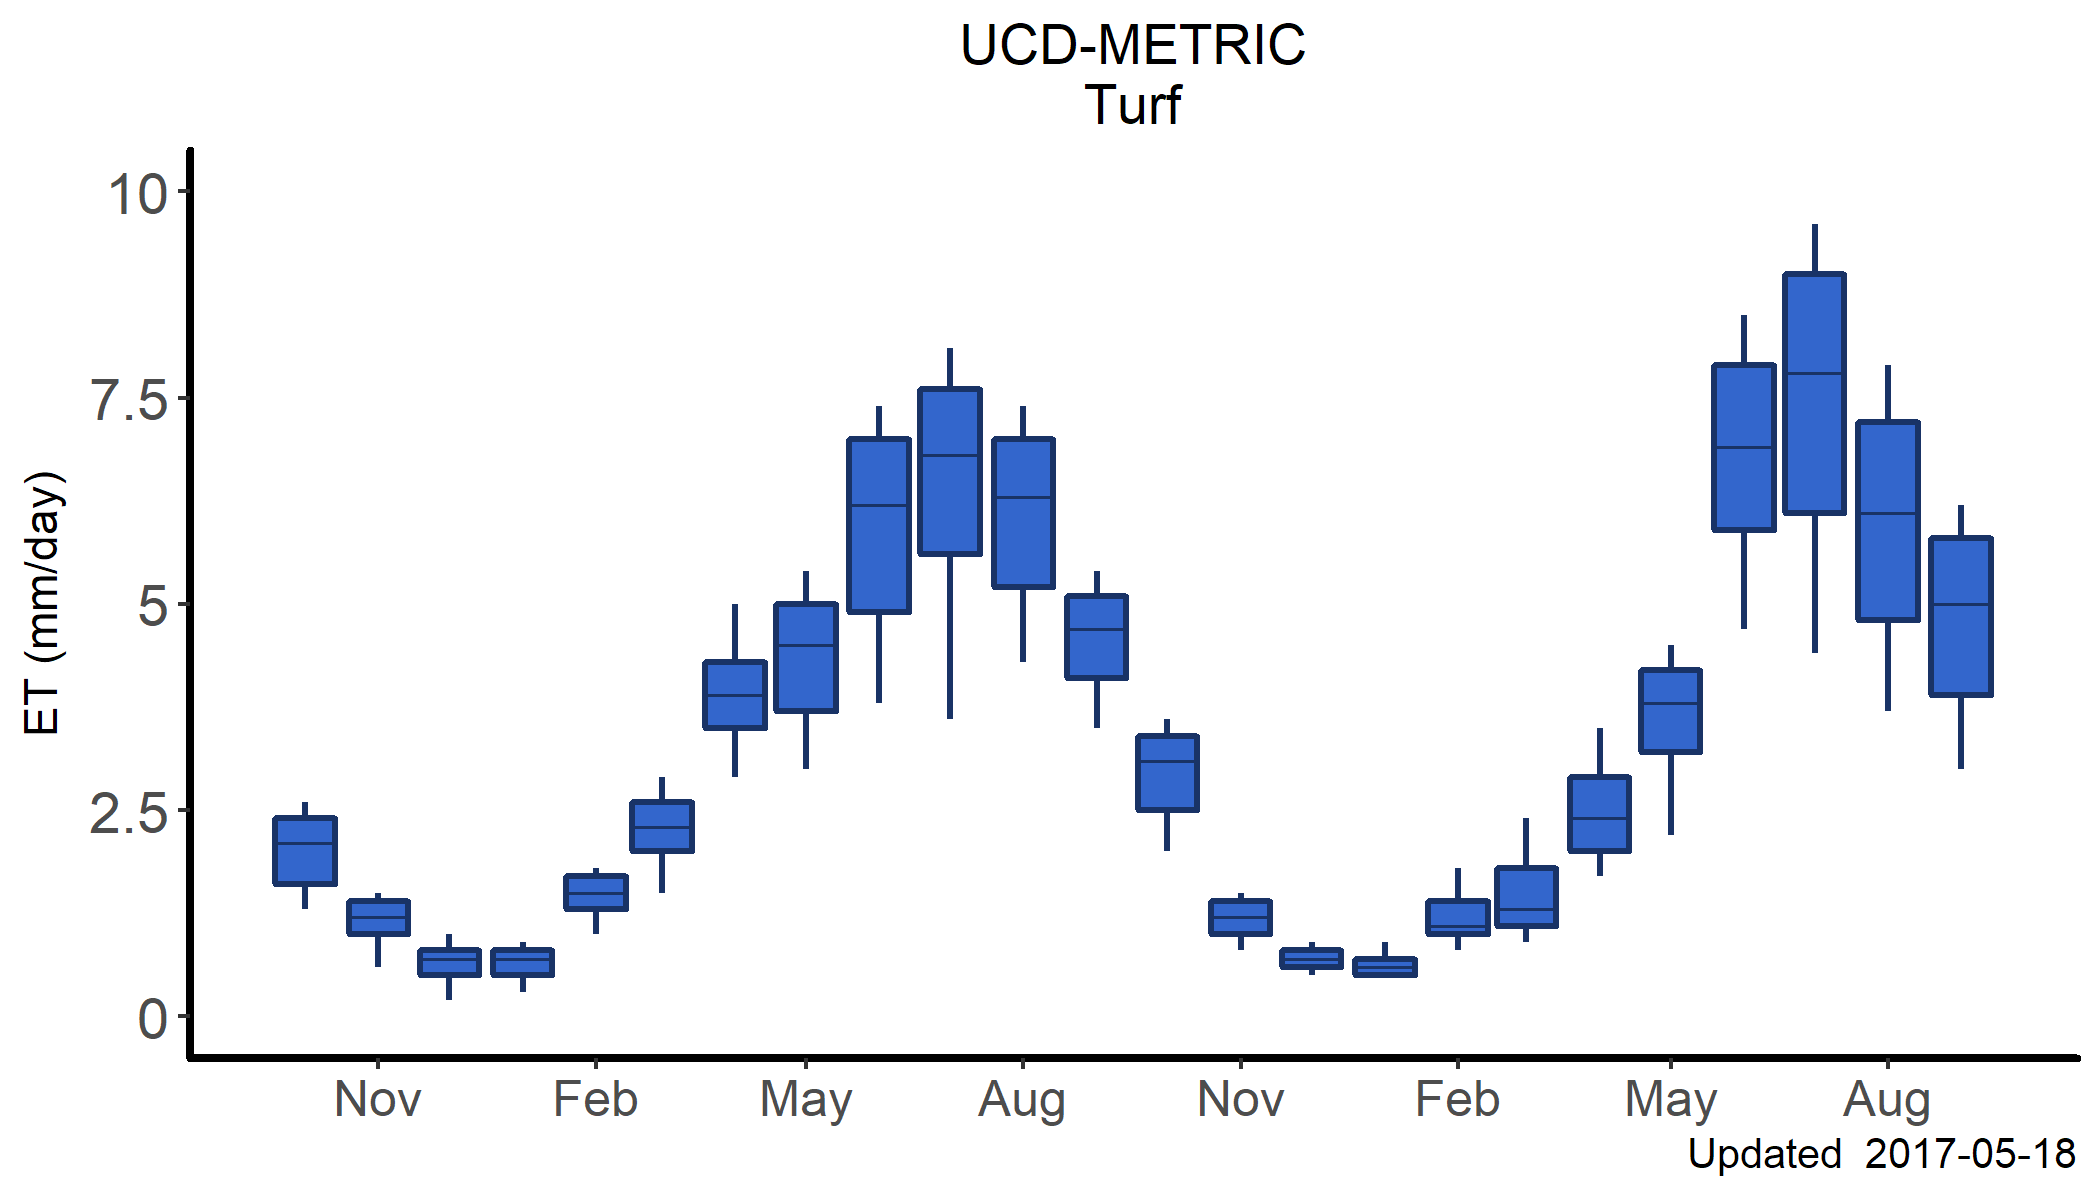 UCD-METRIC
Turf
10
7.5
5
2.5
0
ET (mm/day)
Nov Feb May Aug Nov Feb May Aug
Updated 2017-05-18